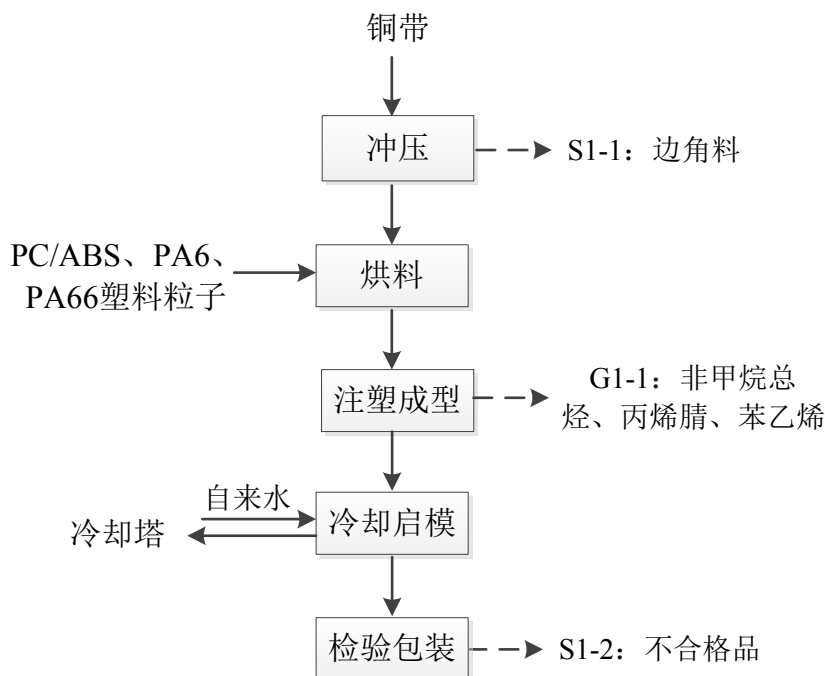 铜带
冲压
S1-1：边角料
PC/ABS、PA6、
PA66塑料粒子
烘料
注塑成型
G1-1：非甲烷总
烃、丙烯腈、苯乙烯
自来水
冷却塔
冷却启模
检验包装
S1-2：不合格品